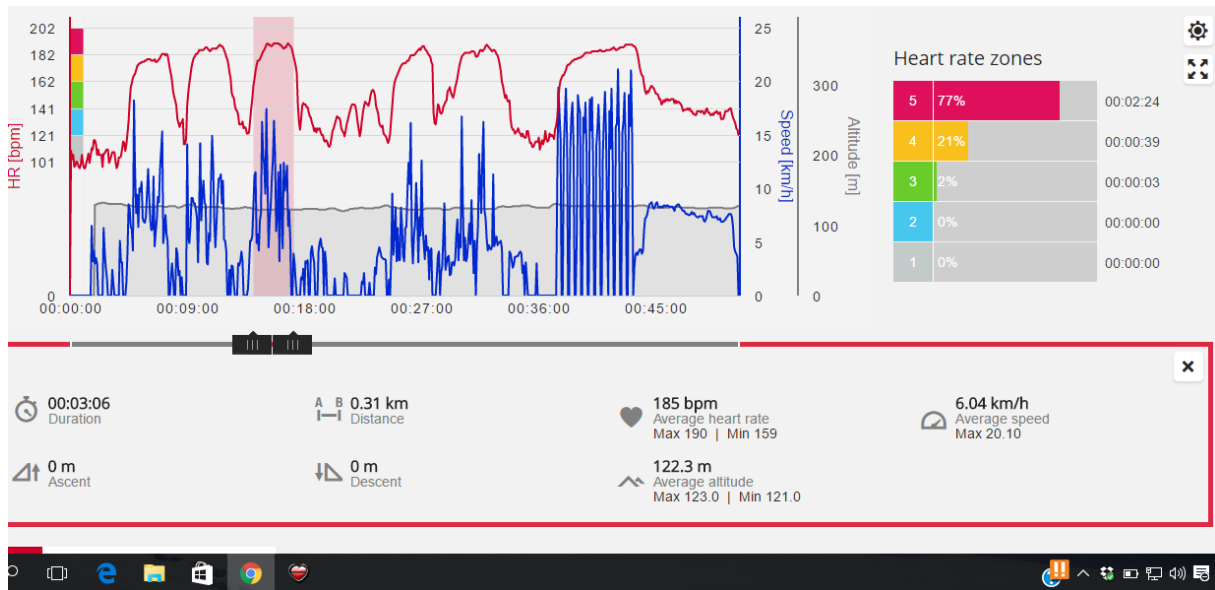 202
182
162
141
121
101
0
HR [bpm]
25
20
15
10
5
0
Speed [km/h]
300
200
100
0
Altitude [m]
00:00:00 00:09:00 00:18:00 00:27:00 00:36:00 00:45:00
Heart rate zones
5 77% 00:02:24
4 21% 00:00:39
3 2% 00:00:03
2 0% 00:00:00
1 0% 00:00:00
00:03:06
Duration
A B 0.31 km
Distance
185 bpm
Average heart rate
Max 190 | Min 159
6.04 km/h
Average speed
Max 20.10
0 m
Ascent
0 m
Descent
122.3 m
Average altitude
Max 123.0 | Min 121.0